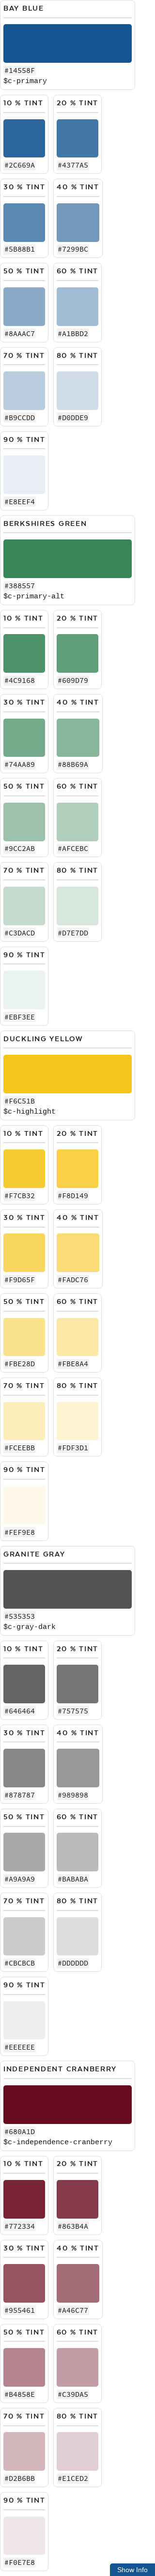 BAY BLUE
#14558F
$c-primary
10 % TINT 20 % TINT
#2C669A #4377A5
30 % TINT 40 % TINT
#5B88B1 #7299BC
50 % TINT 60 % TINT
#8AAAC7 #A1BBD2
70 % TINT 80 % TINT
#B9CCDD #D0DDE9
90 % TINT
#E8EEF4
BERKSHIRES GREEN
#388557
$c-primary-alt
10 % TINT 20 % TINT
#4C9168 #609D79
30 % TINT 40 % TINT
#74AA89 #88B69A
50 % TINT 60 % TINT
#9CC2AB #AFCEBC
70 % TINT 80 % TINT
#C3DACD #D7E7DD
90 % TINT
#EBF3EE
DUCKLING YELLOW
#F6C51B
$c-highlight
10 % TINT 20 % TINT
#F7CB32 #F8D149
30 % TINT 40 % TINT
#F9D65F #FADC76
50 % TINT 60 % TINT
#FBE28D #FBE8A4
70 % TINT 80 % TINT
#FCEEBB #FDF3D1
90 % TINT
#FEF9E8
GRANITE GRAY
#535353
$c-gray-dark
10 % TINT 20 % TINT
#646464 #757575
30 % TINT 40 % TINT
#878787 #989898
50 % TINT 60 % TINT
#A9A9A9 #BABABA
70 % TINT 80 % TINT
#CBCBCB #DDDDDD
90 % TINT
#EEEEEE
INDEPENDENT CRANBERRY
#680A1D
$c-independence-cranberry
10 % TINT 20 % TINT
#772334 #863B4A
30 % TINT 40 % TINT
#955461 #A46C77
50 % TINT 60 % TINT
#B4858E #C39DA5
70 % TINT 80 % TINT
#D2B6BB #E1CED2
90 % TINT
#F0E7E8
Show Info